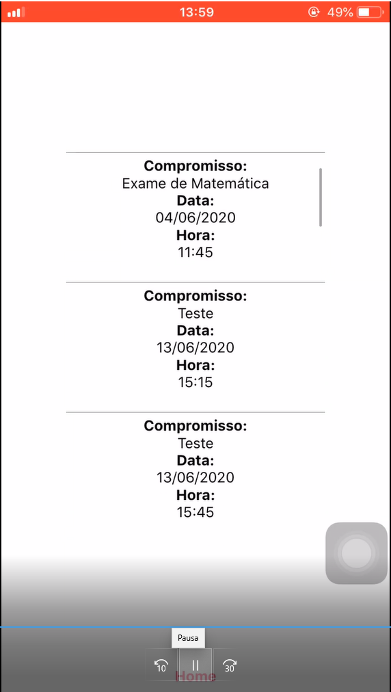 13:59
49%
Compromisso:
Exame de Matemática
Data:
04/06/2020
Hora:
11:45
Compromisso:
Teste
Data:
13/06/2020
Hora:
15:15
Compromisso:
Teste
Data:
13/06/2020
Hora:
15:45
Pausa
10
30
Home